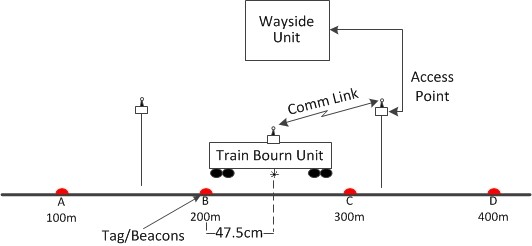 Wayside
Unit
Access
Point
Comm Link
Train Bourn Unit
A
B
C
D
100m
200m
300m
400m
Tag/Beacons
47.5cm